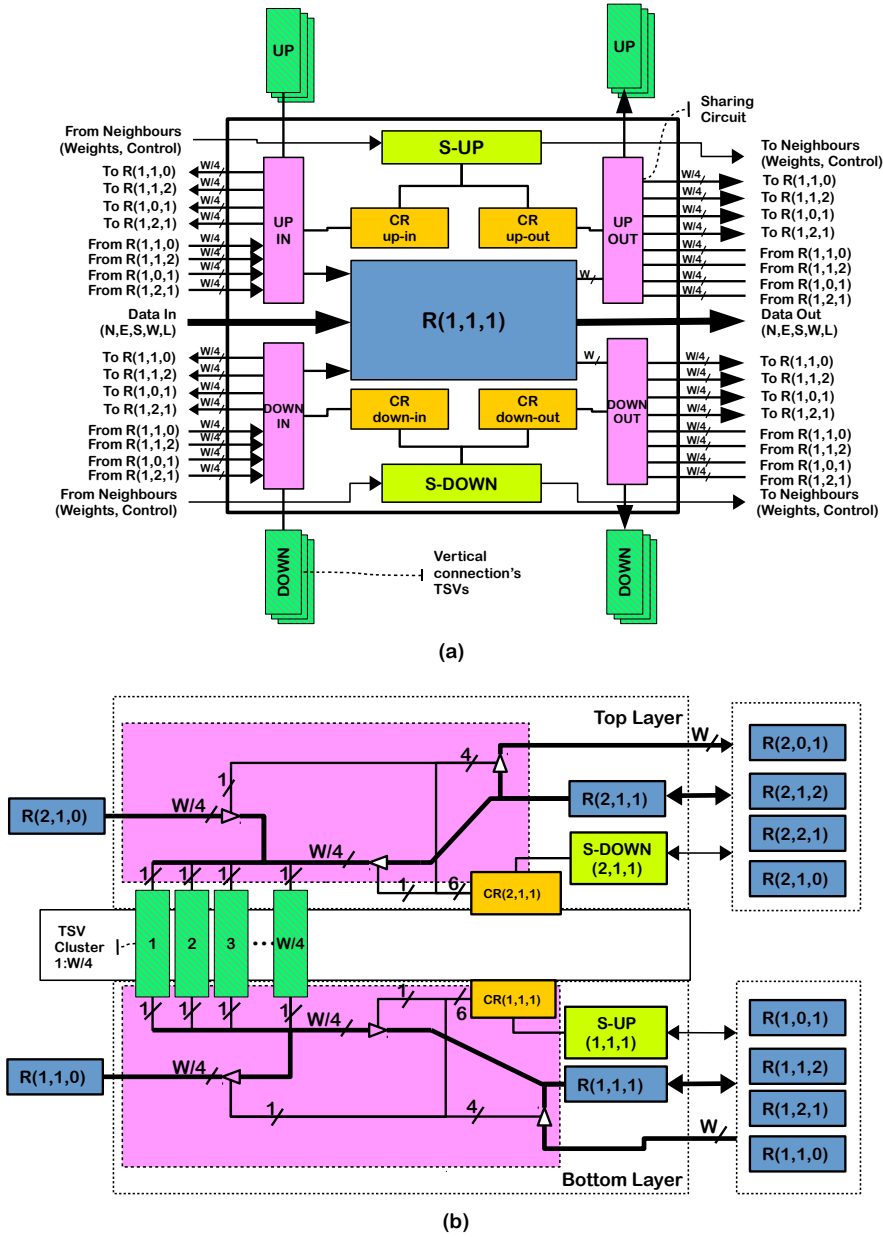 UP
UP
Sharing
Circuit
From Neighbours
(Weights, Control)
S-UP
To Neighbours
(Weights, Control)
W/4
To R(1,1,0)
W/4
To R(1,1,2)
W/4
To R(1,0,1)
W/4
To R(1,2,1)
W/4
From R(1,1,0)
W/4
From R(1,1,2)
W/4
From R(1,0,1)
W/4
From R(1,2,1)
UP
IN
CR
up-in
CR
up-out
UP
OUT
W/4
To R(1,1,0)
W/4
To R(1,1,2)
W/4
To R(1,0,1)
W/4
To R(1,2,1)
W/4
From R(1,1,0)
W/4
From R(1,1,2)
W/4
From R(1,0,1)
W/4
From R(1,2,1)
W
Data In
(N,E,S,W,L)
R(1,1,1)
Data Out
(N,E,S,W,L)
W
W/4
To R(1,1,0)
W/4
To R(1,1,2)
W/4
To R(1,0,1)
W/4
To R(1,2,1)
W/4
From R(1,1,0)
W/4
From R(1,1,2)
W/4
From R(1,0,1)
W/4
From R(1,2,1)
DOWN
IN
CR
down-in
CR
down-out
DOWN
OUT
W/4
To R(1,1,0)
W/4
To R(1,1,2)
W/4
To R(1,0,1)
W/4
To R(1,2,1)
W/4
From R(1,1,0)
W/4
From R(1,1,2)
W/4
From R(1,0,1)
W/4
From R(1,2,1)
From Neighbours
(Weights, Control)
S-DOWN
To Neighbours
(Weights, Control)
DOWN
Vertical
connection's
TSVs
DOWN
(a)
Top Layer
W
R(2,0,1)
4
1
R(2,1,0)
W/4
R(2,1,1)
R(2,1,2)
W/4
S-DOWN
(2,1,1)
R(2,2,1)
R(2,1,0)
1
1
1
1
1
6
CR(2,1,1)
TSV
Cluster
1:W/4
1
2
3
W/4
1
1
1
1
W/4
1
6
CR(1,1,1)
S-UP
(1,1,1)
R(1,0,1)
R(1,1,0)
W/4
R(1,1,1)
R(1,1,2)
1
4
R(1,2,1)
W
R(1,1,0)
Bottom Layer
(b)